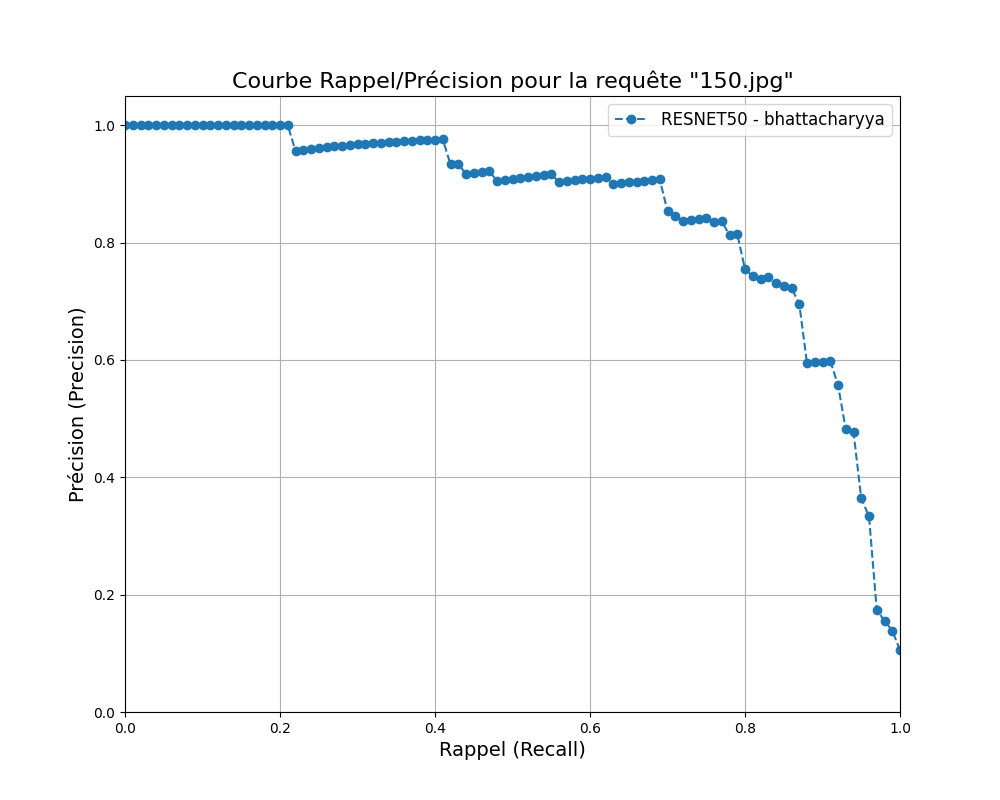 Courbe Rappel/Précision pour la requête "150.jpg"
RESNET50 - bhattacharyya
1.0
0.8
0.6
0.4
0.2
0.0
Précision (Precision)
0.0 0.2 0.4 0.6 0.8 1.0
Rappel (Recall)